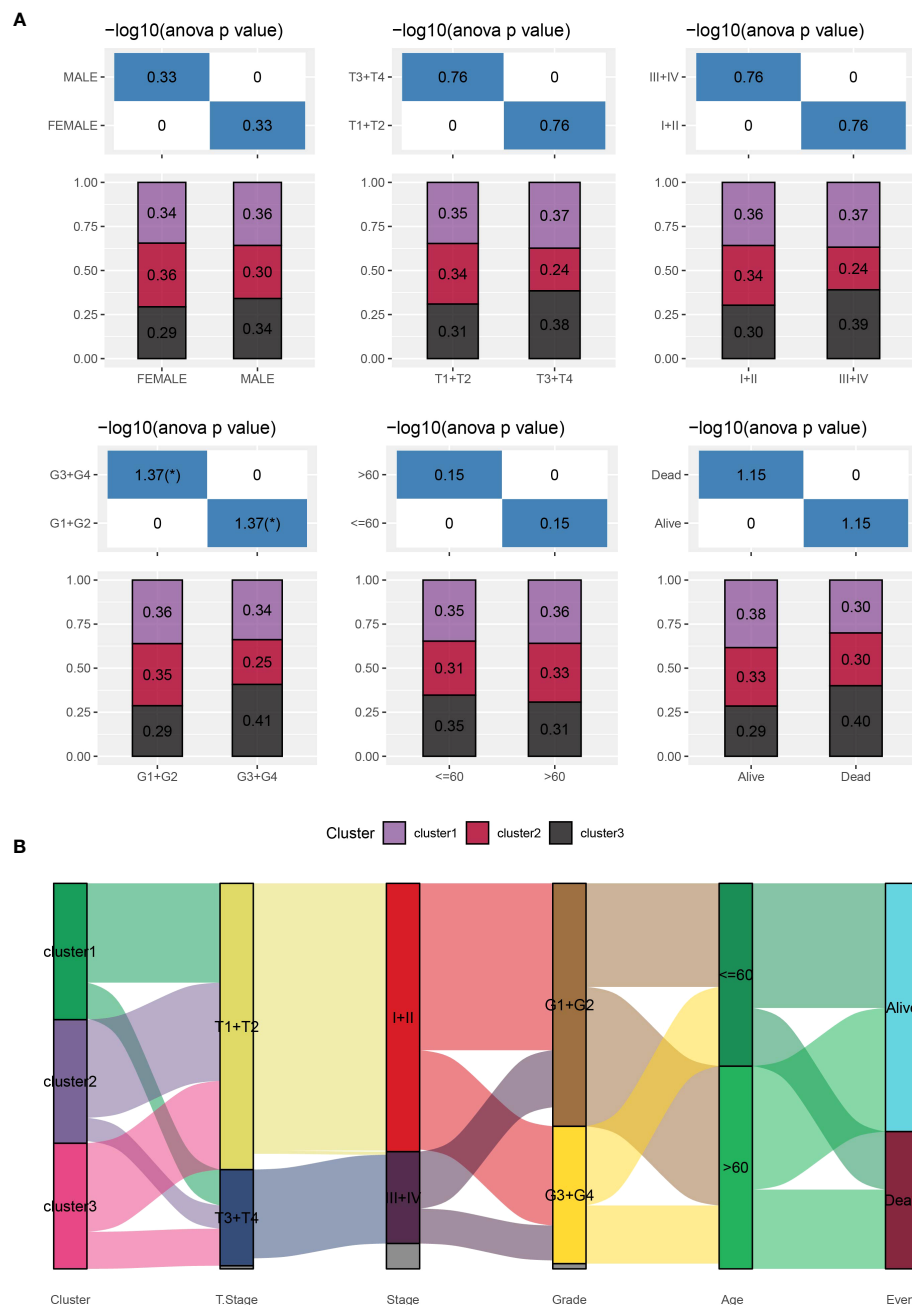 A
−log10(anova p value) −log10(anova p value) −log10(anova p value)
MALE 0.33 0 T3+T4 0.76 0 III+IV 0.76 0
FEMALE 0 0.33 T1+T2 0 0.76 I+II 0 0.76
1.00 1.00 1.00
0.34 0.36 0.35 0.37 0.36 0.37
0.75 0.75 0.75
0.36 0.30 0.34 0.24 0.34 0.24
0.50 0.50 0.50
0.25 0.25 0.25
0.29 0.34 0.31 0.38 0.30 0.39
0.00 0.00 0.00
FEMALE MALE T1+T2 T3+T4 I+II III+IV
−log10(anova p value) −log10(anova p value) −log10(anova p value)
G3+G4 1.37(*) 0 >60 0.15 0 Dead 1.15 0
G1+G2 0 1.37(*) <=60 0 0.15 Alive 0 1.15
1.00 1.00 1.00
0.36 0.34 0.35 0.36 0.38 0.30
0.75 0.75 0.75
0.35 0.25 0.31 0.33 0.33 0.30
0.50 0.50 0.50
0.25 0.25 0.25
0.29 0.41 0.35 0.31 0.29 0.40
0.00 0.00 0.00
G1+G2 G3+G4 <=60 >60 Alive Dead
Cluster cluster1 cluster2 cluster3
B
cluster1 <=60
T1+T2 I+II G1+G2 Alive
cluster2
cluster3 T3+T4 III+IV G3+G4 >60 Dea
Cluster T.Stage Stage Grade Age Even